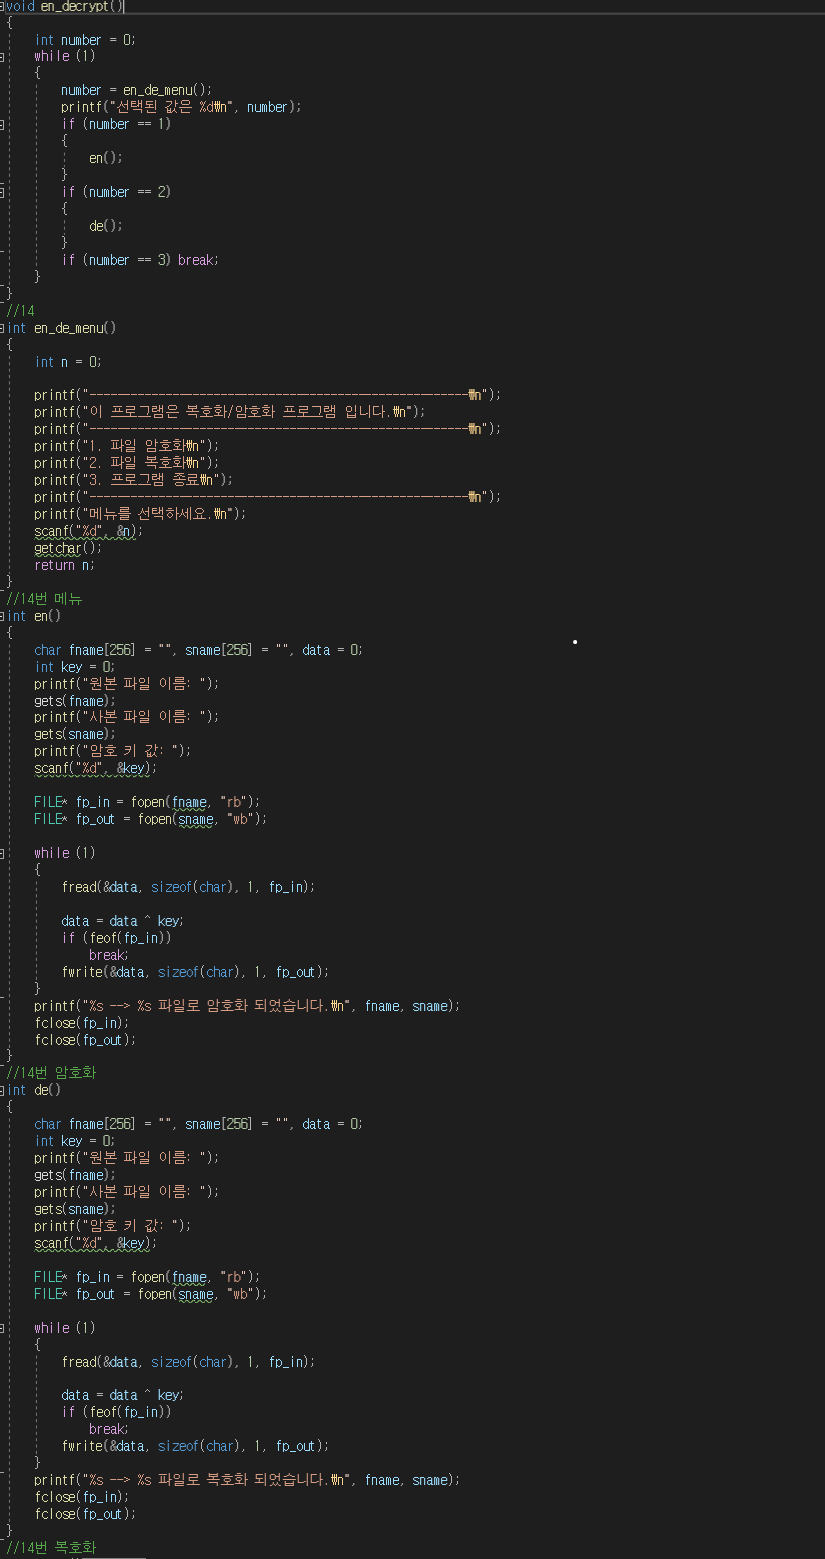 void en_decrypt()
{
int number = 0;
while (1)
{
number = en_de_menu();
printf("선택된 값은 %d₩n", number);
if (number == 1)
{
en();
}
if (number == 2)
{
de();
}
if (number == 3) break;
}
}
//14
int en_de_menu()
{
int n = 0;
printf("-------------------------------------------------------₩n");
printf("이 프로그램은 복호화/암호화 프로그램 입니다.₩n");
printf("-------------------------------------------------------₩n");
printf("1. 파일 암호화₩n");
printf("2. 파일 복호화₩n");
printf("3. 프로그램 종료₩n");
printf("-------------------------------------------------------₩n");
printf("메뉴를 선택하세요.₩n");
scanf("%d", &n);
getchar();
return n;
}
//14번 메뉴
int en()
{
char fname[256] = "", sname[256] = "", data = 0;
int key = 0;
printf("원본 파일 이름: ");
gets(fname);
printf("사본 파일 이름: ");
gets(sname);
printf("암호 키 값: ");
scanf("%d", &key);
FILE* fp_in = fopen(fname, "rb");
FILE* fp_out = fopen(sname, "wb");
while (1)
{
fread(&data, sizeof(char), 1, fp_in);
data = data ^ key;
if (feof(fp_in))
break;
fwrite(&data, sizeof(char), 1, fp_out);
}
printf("%s --> %s 파일로 암호화 되었습니다.₩n", fname, sname);
fclose(fp_in);
fclose(fp_out);
}
//14번 암호화
int de()
{
char fname[256] = "", sname[256] = "", data = 0;
int key = 0;
printf("원본 파일 이름: ");
gets(fname);
printf("사본 파일 이름: ");
gets(sname);
printf("암호 키 값: ");
scanf("%d", &key);
FILE* fp_in = fopen(fname, "rb");
FILE* fp_out = fopen(sname, "wb");
while (1)
{
fread(&data, sizeof(char), 1, fp_in);
data = data ^ key;
if (feof(fp_in))
break;
fwrite(&data, sizeof(char), 1, fp_out);
}
printf("%s --> %s 파일로 복호화 되었습니다.₩n", fname, sname);
fclose(fp_in);
fclose(fp_out);
}
//14번 복호화